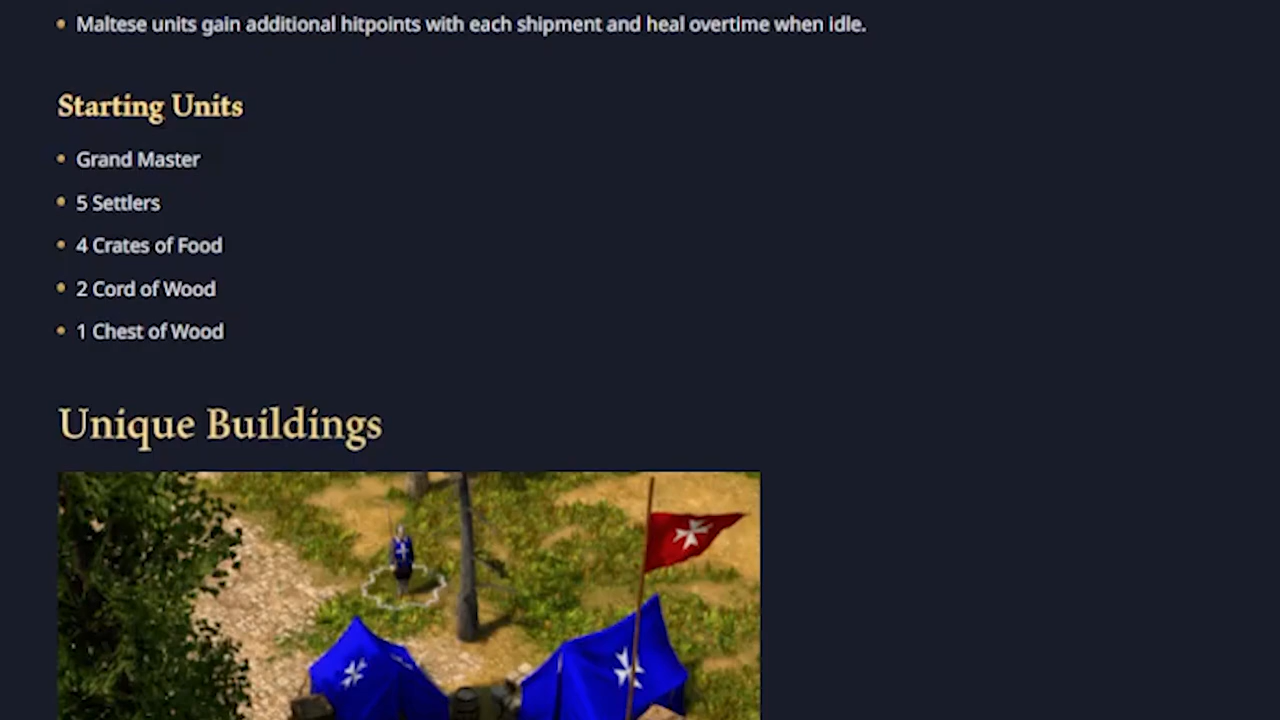 Maltese units gain additional hitpoints with each shipment and heal overtime when idle.
Starting Units
Grand Master
5 Settlers
4 Crates of Food
2 Cord of Wood
1 Chest of Wood
Unique Buildings